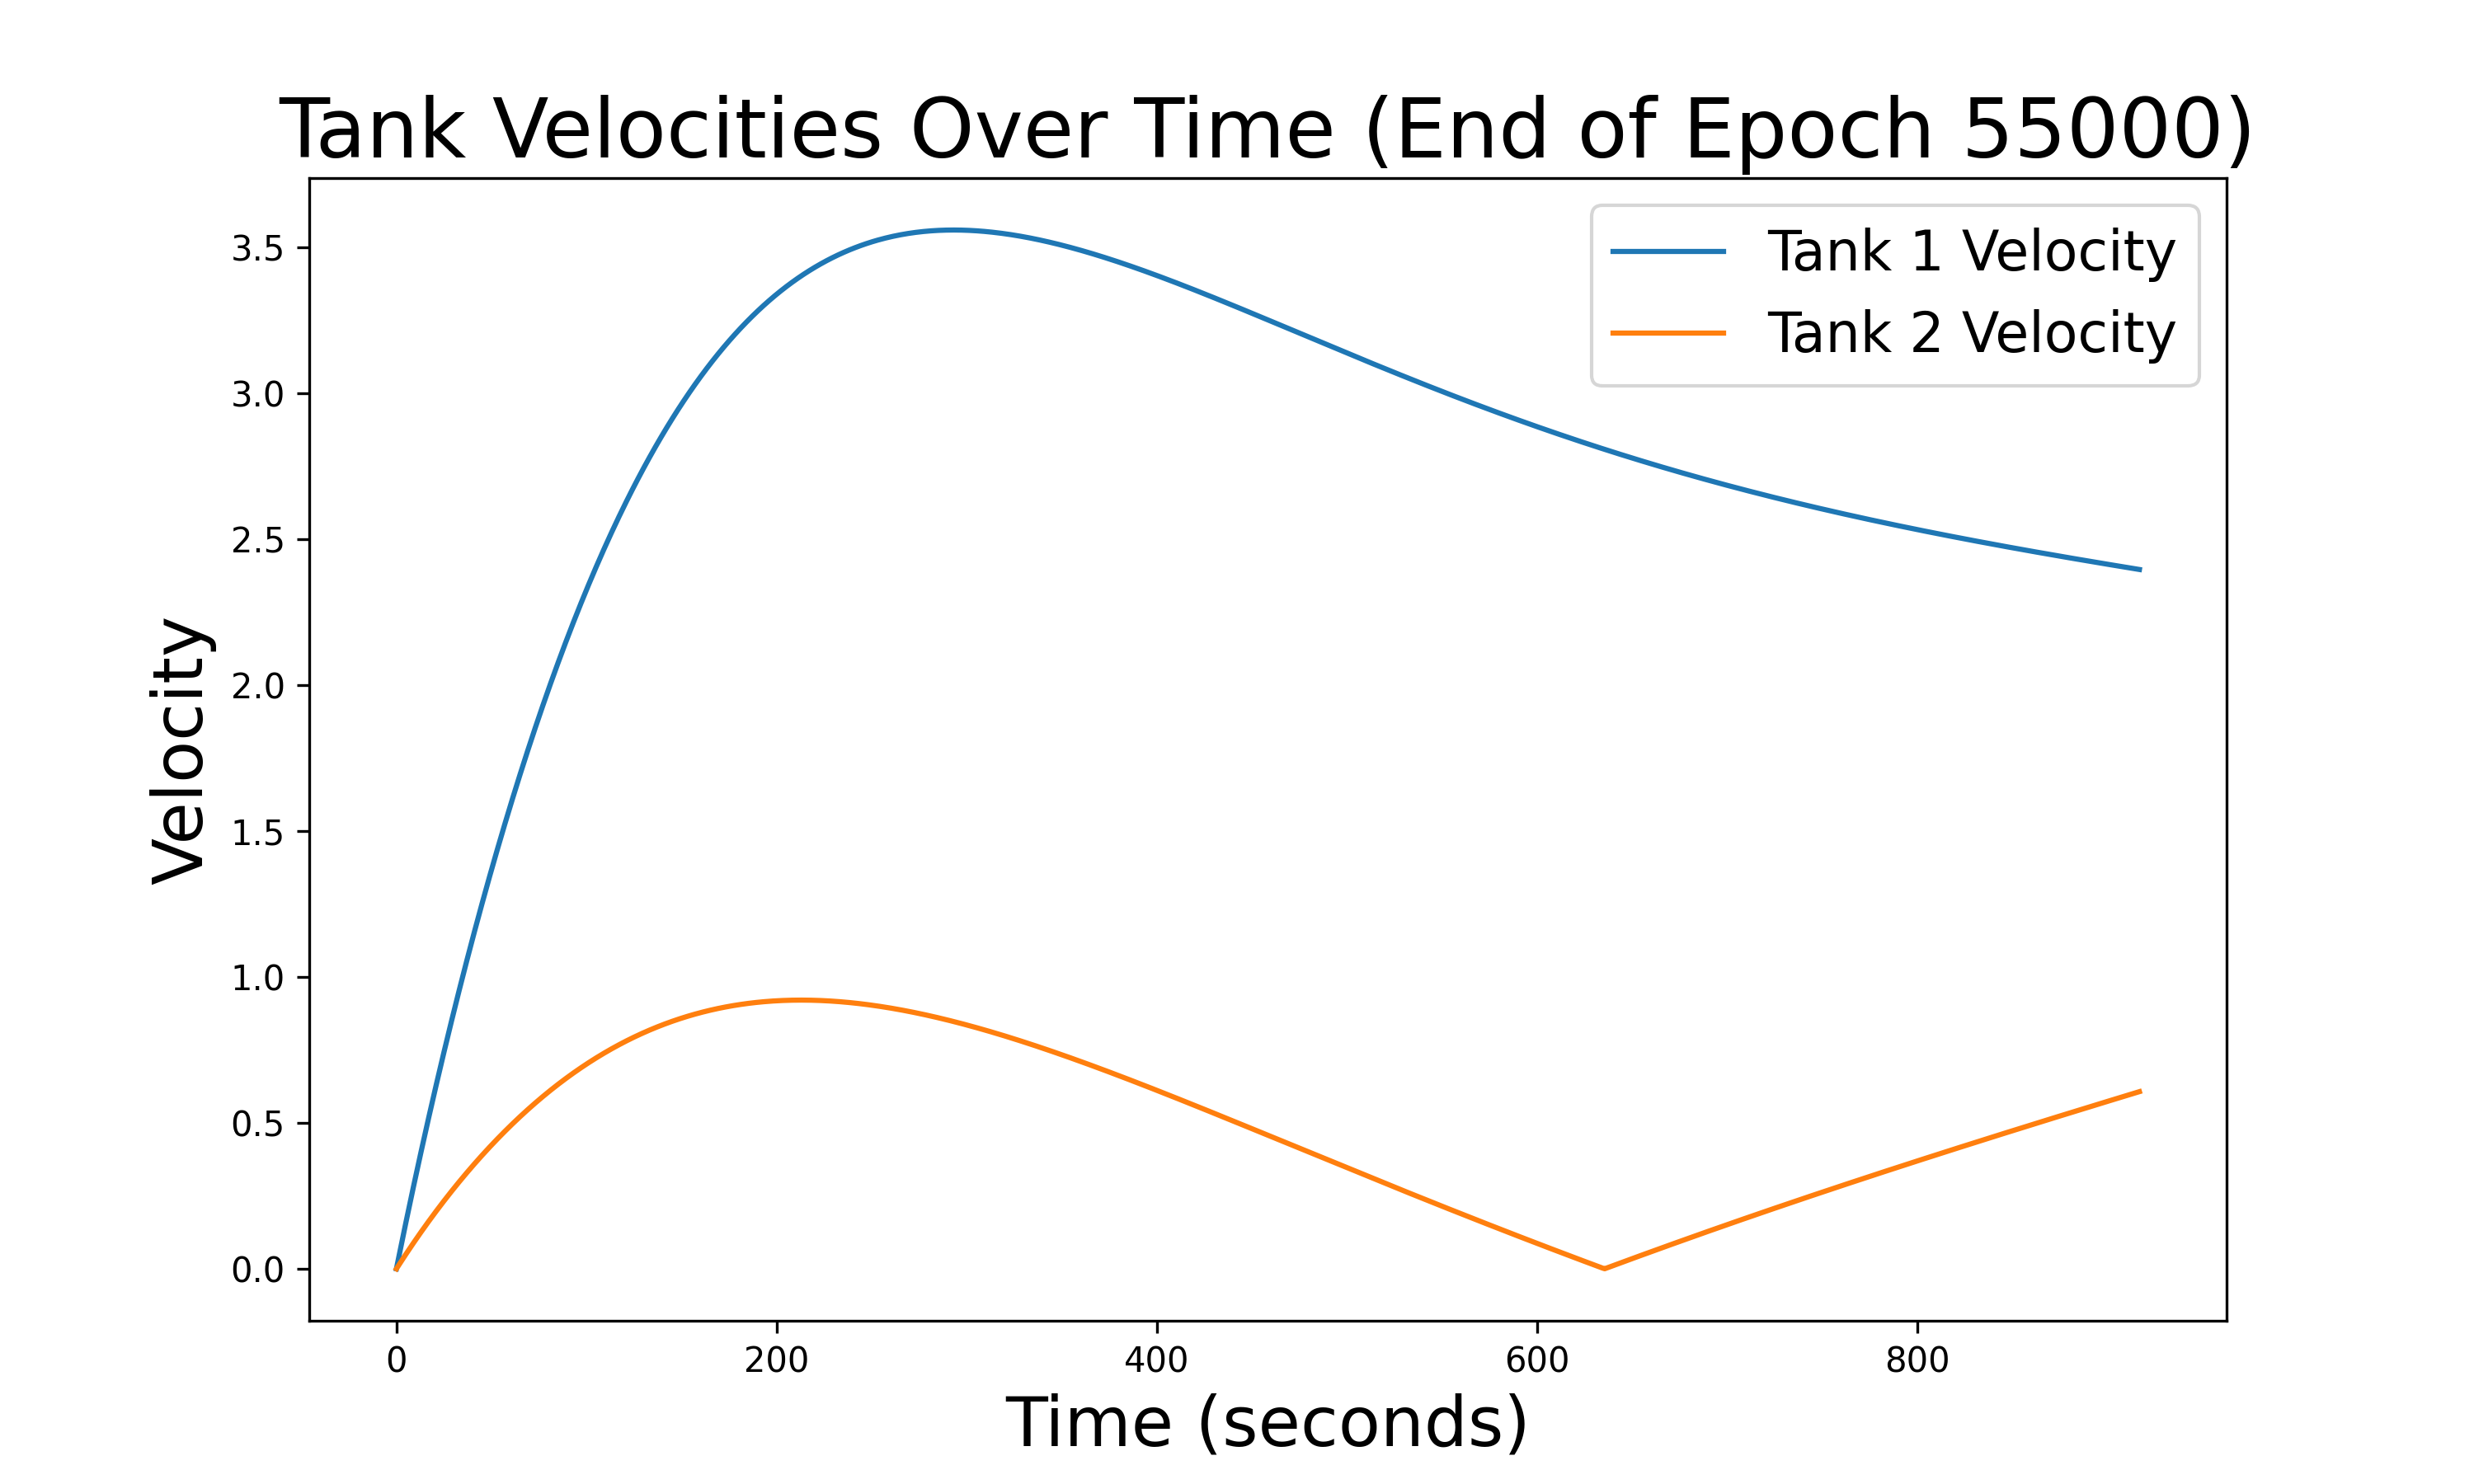 Tank Velocities Over Time (End of Epoch 55000)
Tank 1 Velocity
Tank 2 Velocity
3.5
3.0
2.5
2.0
1.5
1.0
0.5
0.0
Velocity
0 200 400 600 800
Time (seconds)